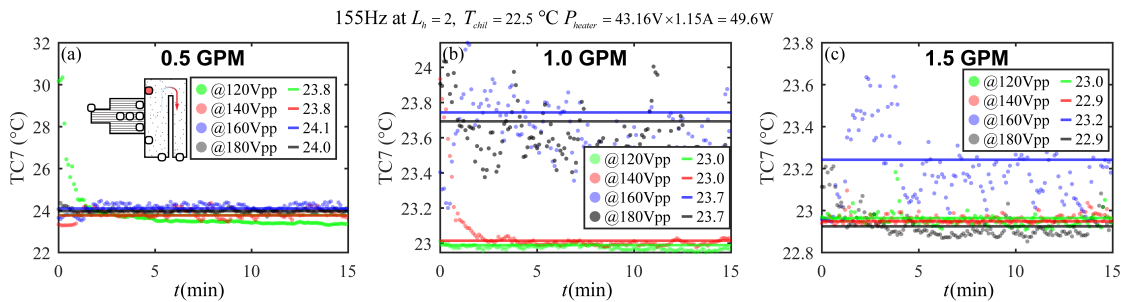 155Hz at L_h = 2, T_chil = 22.5 °C P_heater = 43.16V×1.15A = 49.6W
(a) 0.5 GPM
TC7 (°C)
32
30
28
26
24
22
@120Vpp 23.8
@140Vpp 23.8
@160Vpp 24.1
@180Vpp 24.0
0 5 10 15
t(min)
(b) 1.0 GPM
TC7 (°C)
24
23.8
23.6
23.4
23.2
23
@120Vpp 23.0
@140Vpp 23.0
@160Vpp 23.7
@180Vpp 23.7
0 5 10 15
t(min)
(c) 1.5 GPM
TC7 (°C)
23.8
23.6
23.4
23.2
23
22.8
@120Vpp 23.0
@140Vpp 22.9
@160Vpp 23.2
@180Vpp 22.9
0 5 10 15
t(min)